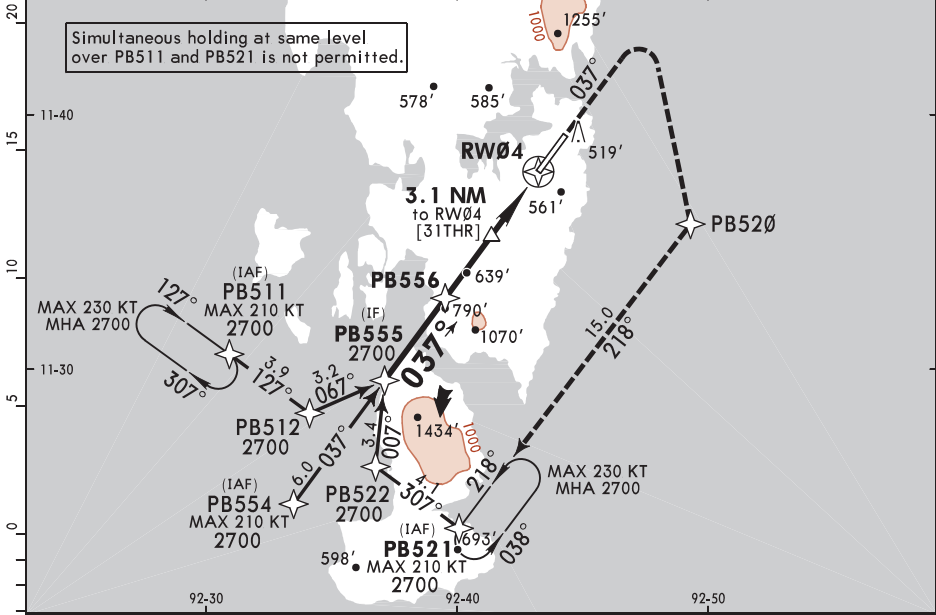 20
1000
1255'
Simultaneous holding at same level
over PB511 and PB521 is not permitted.
037°
578'
585'
11-40
15
RWØ4
519'
3.1 NM
to RWØ4
[31THR]
561'
PB52Ø
10
127°
(IAF)
PB511
MAX 210 KT
2700
MAX 230 KT
MHA 2700
307°
PB556
639'
790'
1070'
(IF)
PB555
2700
037°
15.0
218°
11-30
3.9
127°
3.2
067°
5
PB512
2700
6.0
037°
3.4
007°
1434'
1000
(IAF)
PB554
MAX 210 KT
2700
PB522
2700
4.1
307°
218°
MAX 230 KT
MHA 2700
038°
0
(IAF)
PB521
MAX 210 KT
2700
693'
598'
92-30
92-40
92-50